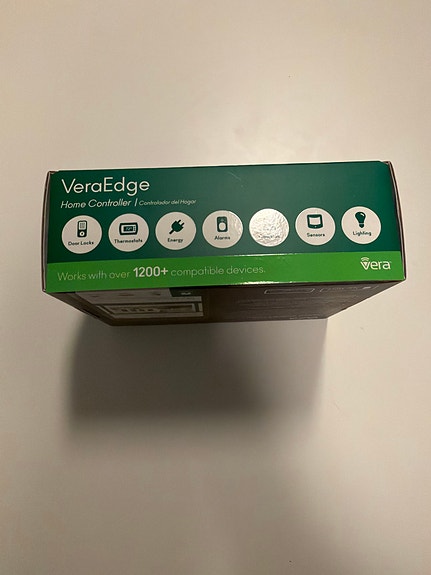 VeraEdge
Home Controller | Controlador del Hogar
Door Locks Thermostats Energy Alarms Sensors Lighting
Works with over 1200+ compatible devices.
vera